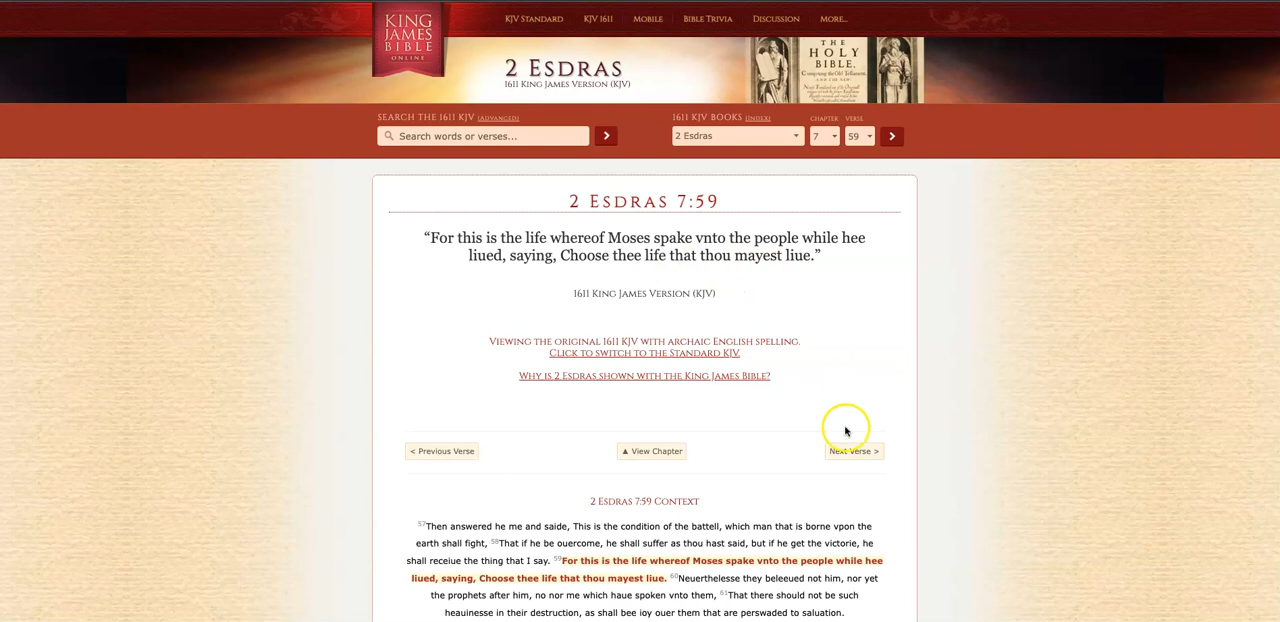 KING
JAMES
BIBLE
ONLINE
KJV STANDARD
KJV 1611
MOBILE
BIBLE TRIVIA
DISCUSSION
MORE...
2 ESDRAS
1611 KING JAMES VERSION (KJV)
THE
HOLY
BIBLE,
SEARCH THE 1611 KJV (ADVANCED)
Search words or verses...
1611 KJV BOOKS (INDEX)
CHAPTER
VERSE
2 Esdras
7
59
2 ESDRAS 7:59
“For this is the life whereof Moses spake vnto the people while hee
liued, saying, Choose thee life that thou mayest liue.”
1611 KING JAMES VERSION (KJV)
VIEWING THE ORIGINAL 1611 KJV WITH ARCHAIC ENGLISH SPELLING.
CLICK TO SWITCH TO THE STANDARD KJV.
WHY IS 2 ESDRAS SHOWN WITH THE KING JAMES BIBLE?
< Previous Verse
▲ View Chapter
Next Verse >
2 ESDRAS 7:59 CONTEXT
57Then answered he me and saide, This is the condition of the battell, which man that is borne vpon the
earth shall fight, 58That if he be ouercome, he shall suffer as thou hast said, but if he get the victorie, he
shall receiue the thing that I say. 59For this is the life whereof Moses spake vnto the people while hee
liued, saying, Choose thee life that thou mayest liue. 60Neuerthelesse they beleeued not him, nor yet
the prophets after him, no nor me which haue spoken vnto them, 61That there should not be such
heauinesse in their destruction, as shall bee ioy ouer them that are perswaded to saluation.